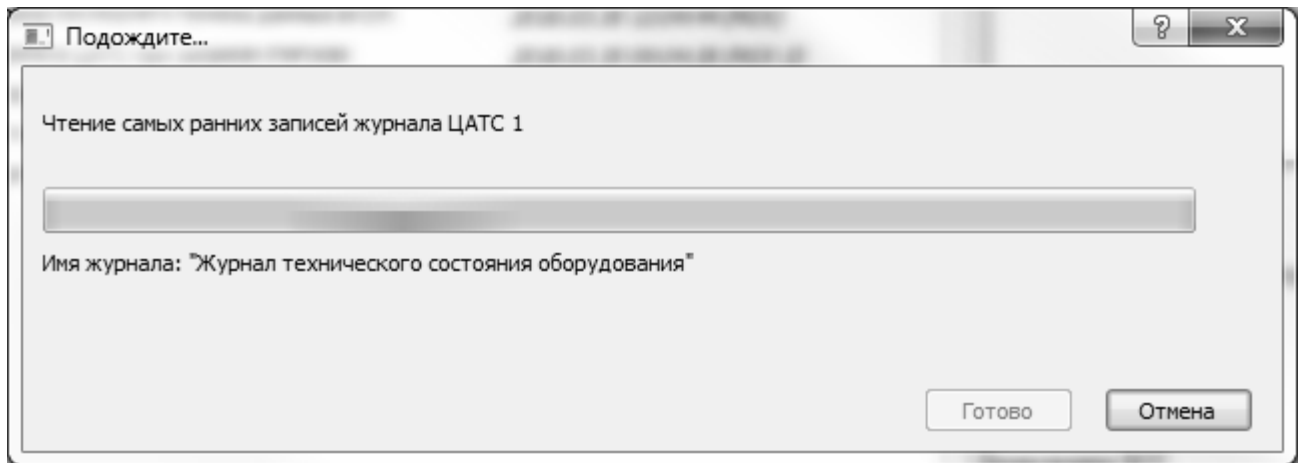 Подождите...
Чтение самых ранних записей журнала ЦАТС 1
Имя журнала: "Журнал технического состояния оборудования"
Готово Отмена